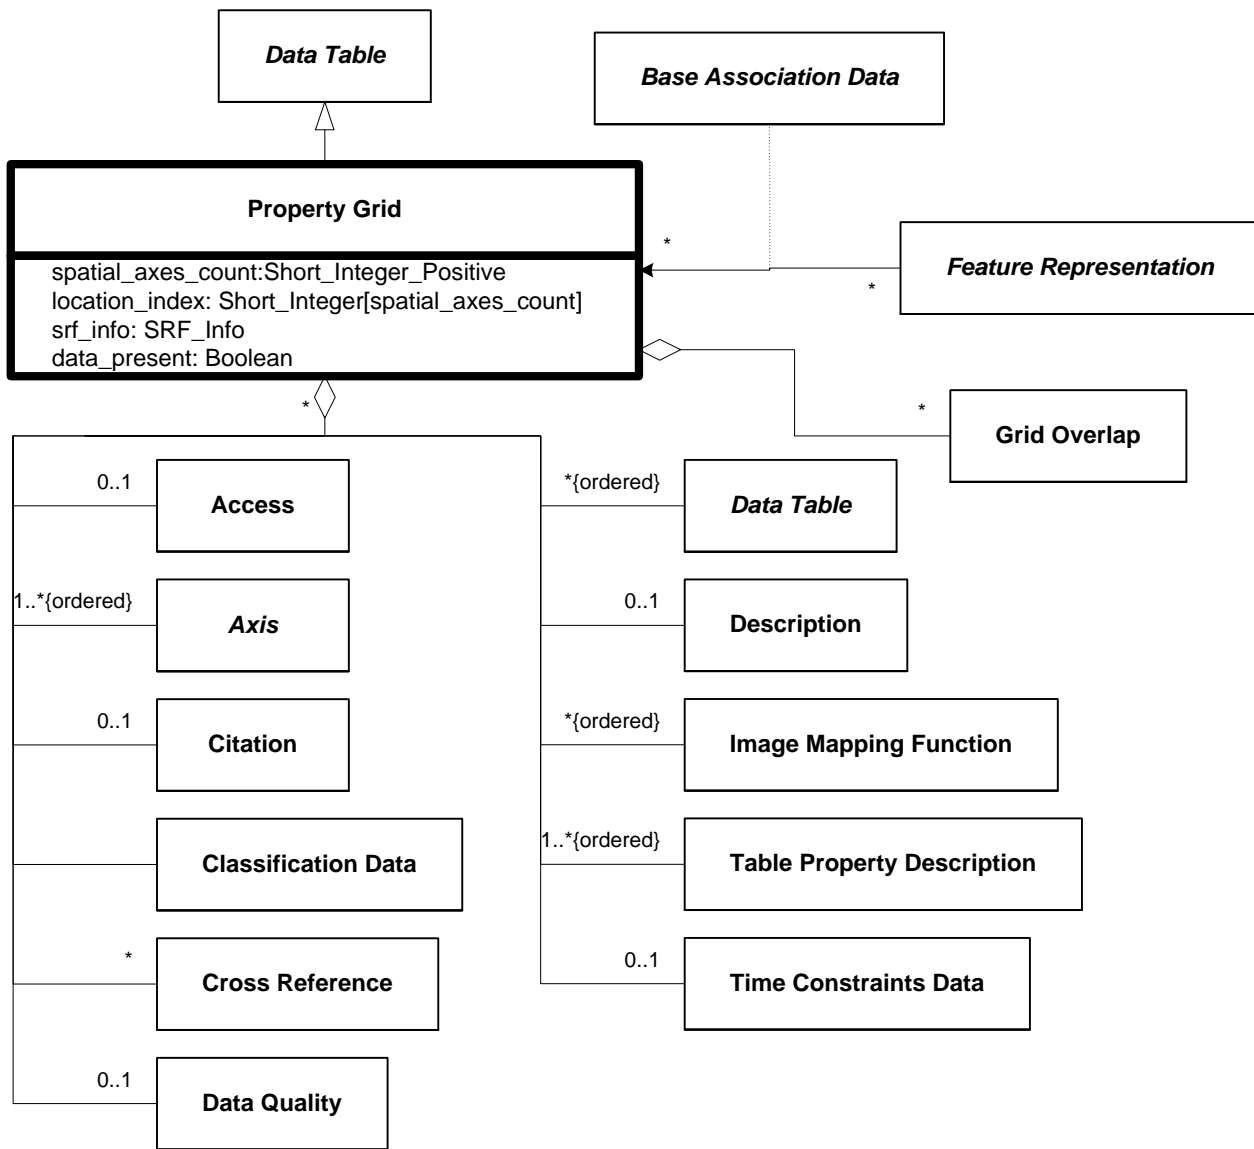 Data Table
Base Association Data
Property Grid
spatial_axes_count:Short_Integer_Positive
location_index: Short_Integer[spatial_axes_count]
srf_info: SRF_Info
data_present: Boolean
*
Feature Representation
*
*
*
Grid Overlap
0..1
Access
*{ordered}
Data Table
1..*{ordered}
Axis
0..1
Description
0..1
Citation
*{ordered}
Image Mapping Function
Classification Data
1..*{ordered}
Table Property Description
*
Cross Reference
0..1
Time Constraints Data
0..1
Data Quality